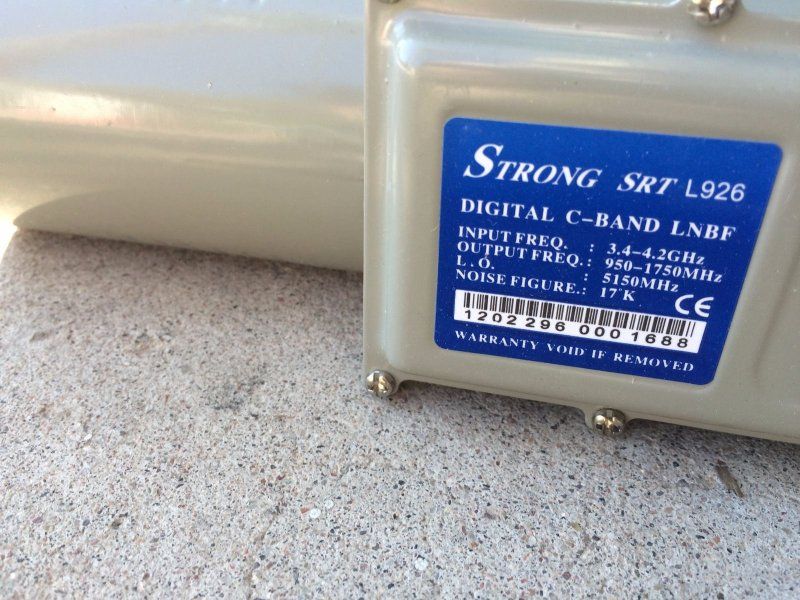 STRONG SRT L926
DIGITAL C-BAND LNBF
INPUT FREQ. : 3.4-4.2GHz
OUTPUT FREQ.: 950-1750MHz
L.O. : 5150MHz
NOISE FIGURE.: 17°K
CE
1202296 0001688
WARRANTY VOID IF REMOVED